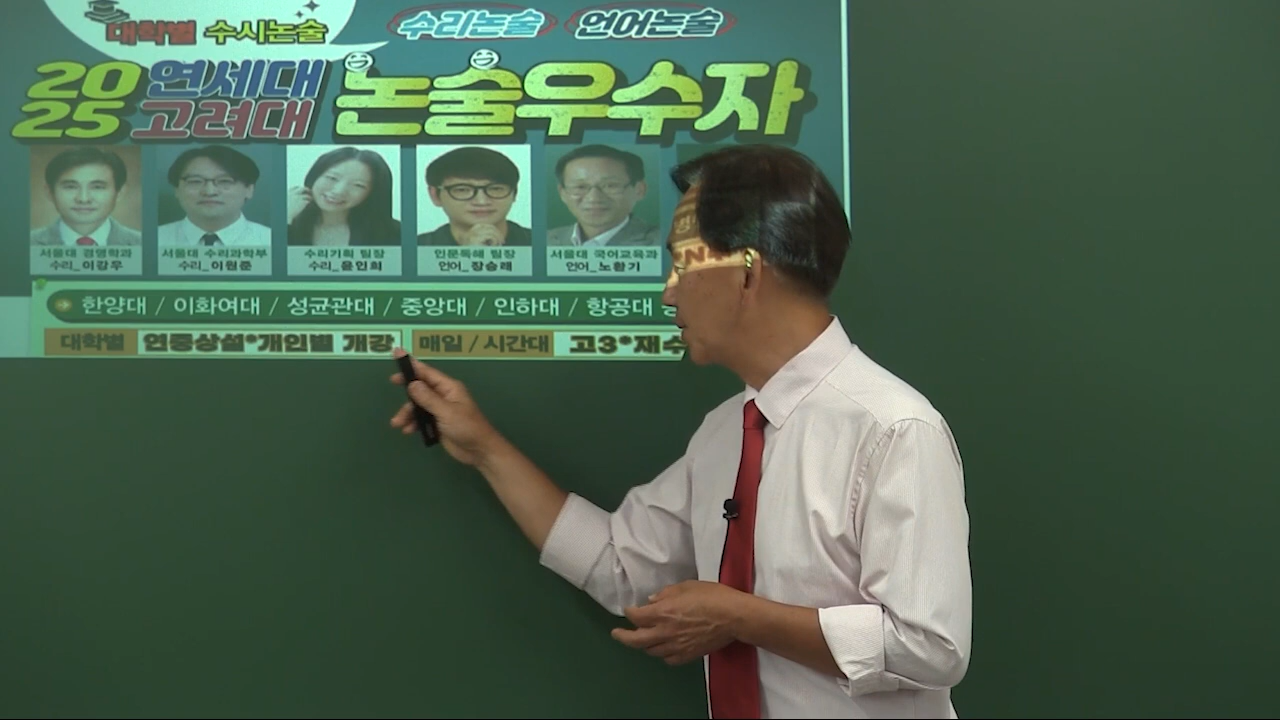 대학별 수시논술
수리논술 언어논술
2025 연세대 고려대 논술우수자
서울대 경영학과
수리_이강우
서울대 수리과학부
수리_이원준
수리기획 팀장
수리_윤인희
인문독해 팀장
언어_장승래
서울대 국어교육과
언어_노환기
한양대 / 이화여대 / 성균관대 / 중앙대 / 인하대 / 항공대
대학별 연중상설•개인별 개강 매일 / 시간대 고3•재수